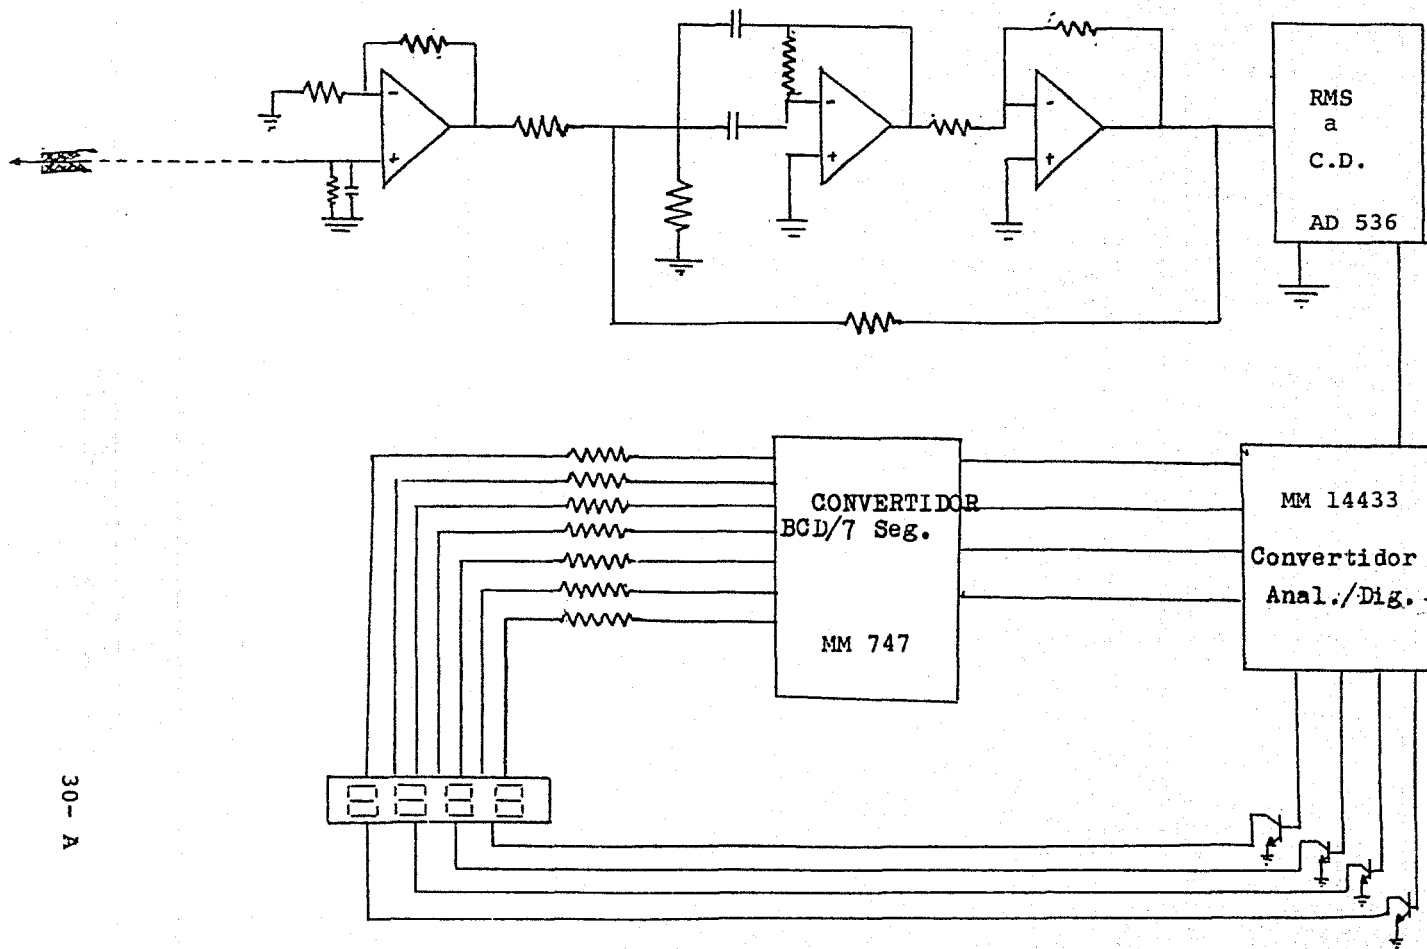 RMS
a
C.D.
AD 536
CONVERTIDOR
BCD/7 Seg.
MM 747
MM 14433
Convertidor
Anal./Dig.
30- A